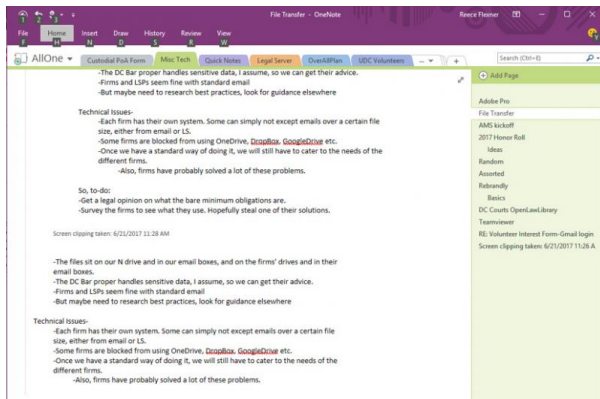 File Transfer - OneNote
Reece Flexner
File
Home
Insert
Draw
History
Review
View
F
H
N
D
S
R
W
AllOne
Custodial PoA Form
Misc Tech
Quick Notes
Legal Server
OverAllPlan
UDC Volunteers
Search (Ctrl+E)
-The DC Bar proper handles sensitive data, I assume, so we can get their advice.
-Firms and LSPs seem fine with standard email
-But maybe need to research best practices, look for guidance elsewhere
Technical Issues-
-Each firm has their own system. Some can simply not except emails over a certain file
size, either from email or LS.
-Some firms are blocked from using OneDrive, DropBox, GoogleDrive etc.
-Once we have a standard way of doing it, we will still have to cater to the needs of the
different firms.
-Also, firms have probably solved a lot of these problems.
So, to-do:
-Get a legal opinion on what the bare minimum obligations are.
-Survey the firms to see what they use. Hopefully steal one of their solutions.
Screen clipping taken: 6/21/2017 11:28 AM
-The files sit on our N drive and in our email boxes, and on the firms' drives and in their
email boxes.
-The DC Bar proper handles sensitive data, I assume, so we can get their advice.
-Firms and LSPs seem fine with standard email
-But maybe need to research best practices, look for guidance elsewhere
Technical Issues-
-Each firm has their own system. Some can simply not except emails over a certain file
size, either from email or LS.
-Some firms are blocked from using OneDrive, DropBox, GoogleDrive etc.
-Once we have a standard way of doing it, we will still have to cater to the needs of the
different firms.
-Also, firms have probably solved a lot of these problems.
Add Page
Adobe Pro
File Transfer
AMS kickoff
2017 Honor Roll
Ideas
Random
Assorted
Rebrandly
Basics
DC Courts OpenLawLibrary
Teamviewer
RE: Volunteer Interest Form-Gmail login
Screen clipping taken: 6/21/2017 11:26 A